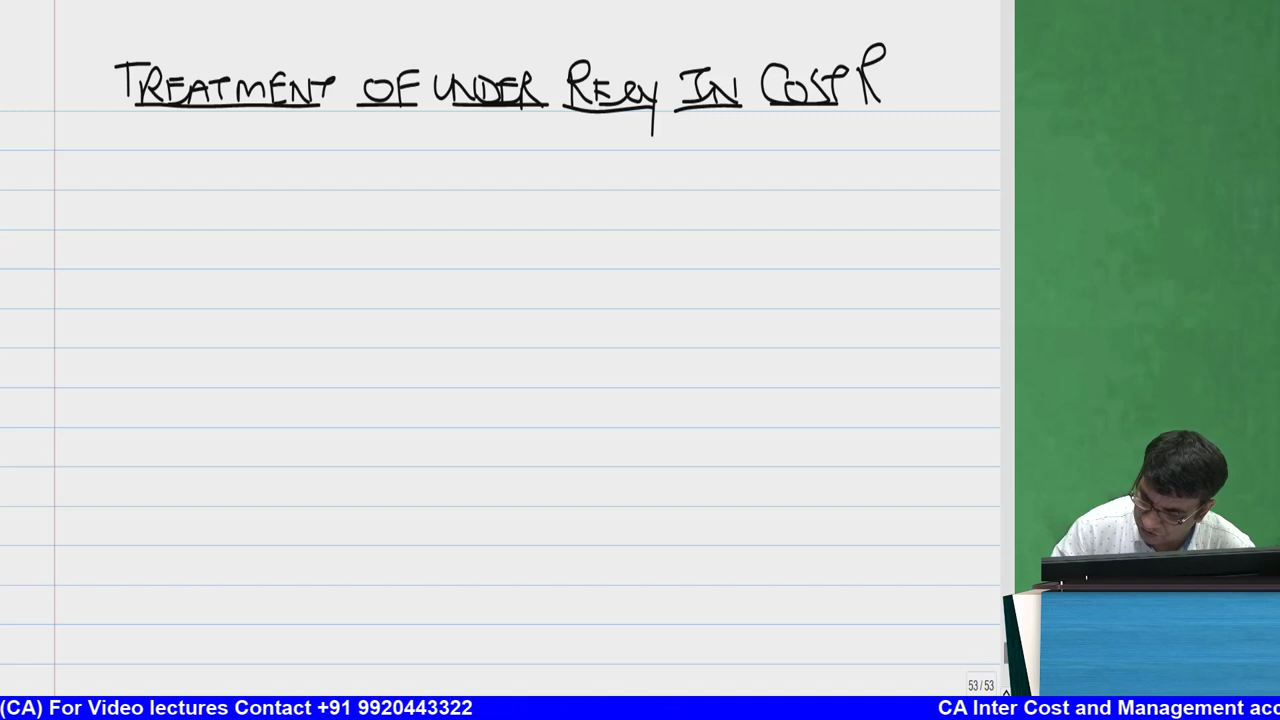 TREATMENT OF UNDER RECY IN COST R
53/53
(CA) For Video lectures Contact +91 9920443322
CA Inter Cost and Management acc